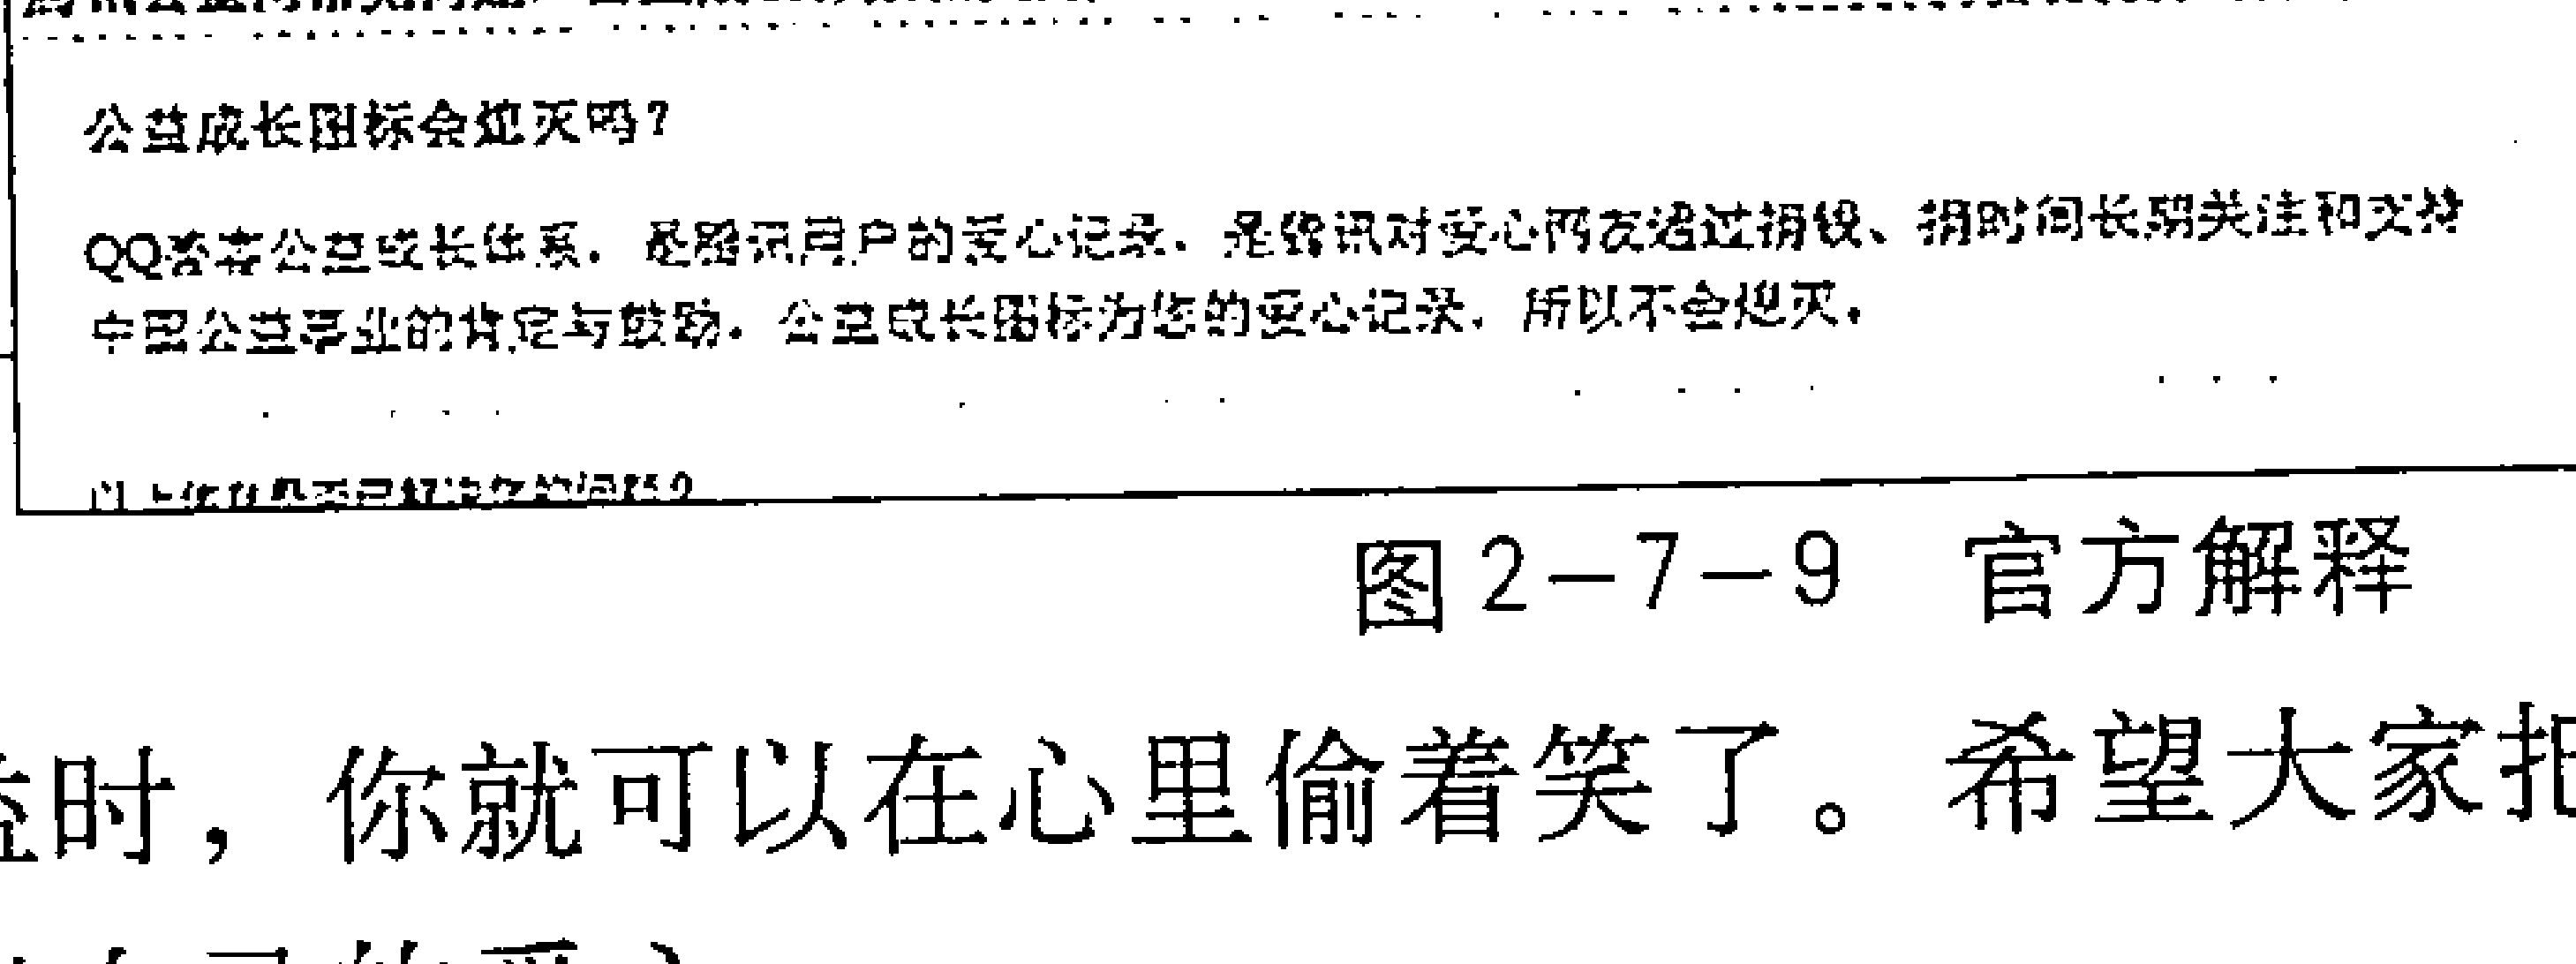 公益成长图标会熄灭吗？
QQ慈善公益成长体系，是腾讯用户的爱心记录，是腾讯对爱心网友通过捐钱、捐时间长期关注和支持
中国公益事业的肯定与鼓励。公益成长图标为您的爱心记录，所以不会熄灭。
图2-7-9 官方解释
益时，你就可以在心里偷着笑了。希望大家把